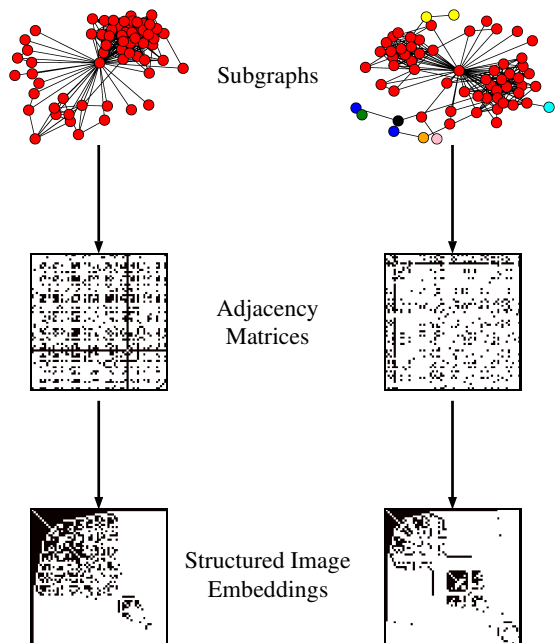 Subgraphs
Adjacency
Matrices
Structured Image
Embeddings